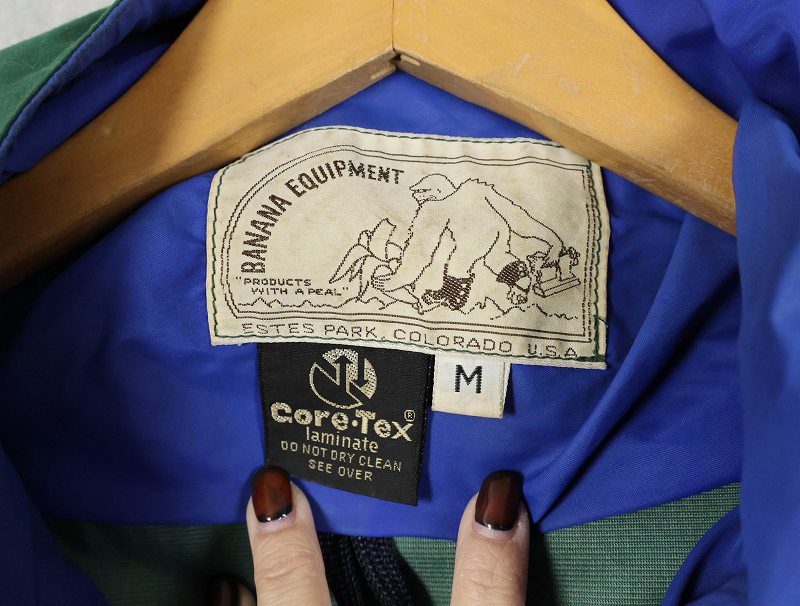 BANANA EQUIPMENT
"PRODUCTS
WITH A PEAL"
ESTES PARK, COLORADO U.S.A
GORE-TEX®
laminate
DO NOT DRY CLEAN
SEE OVER
M